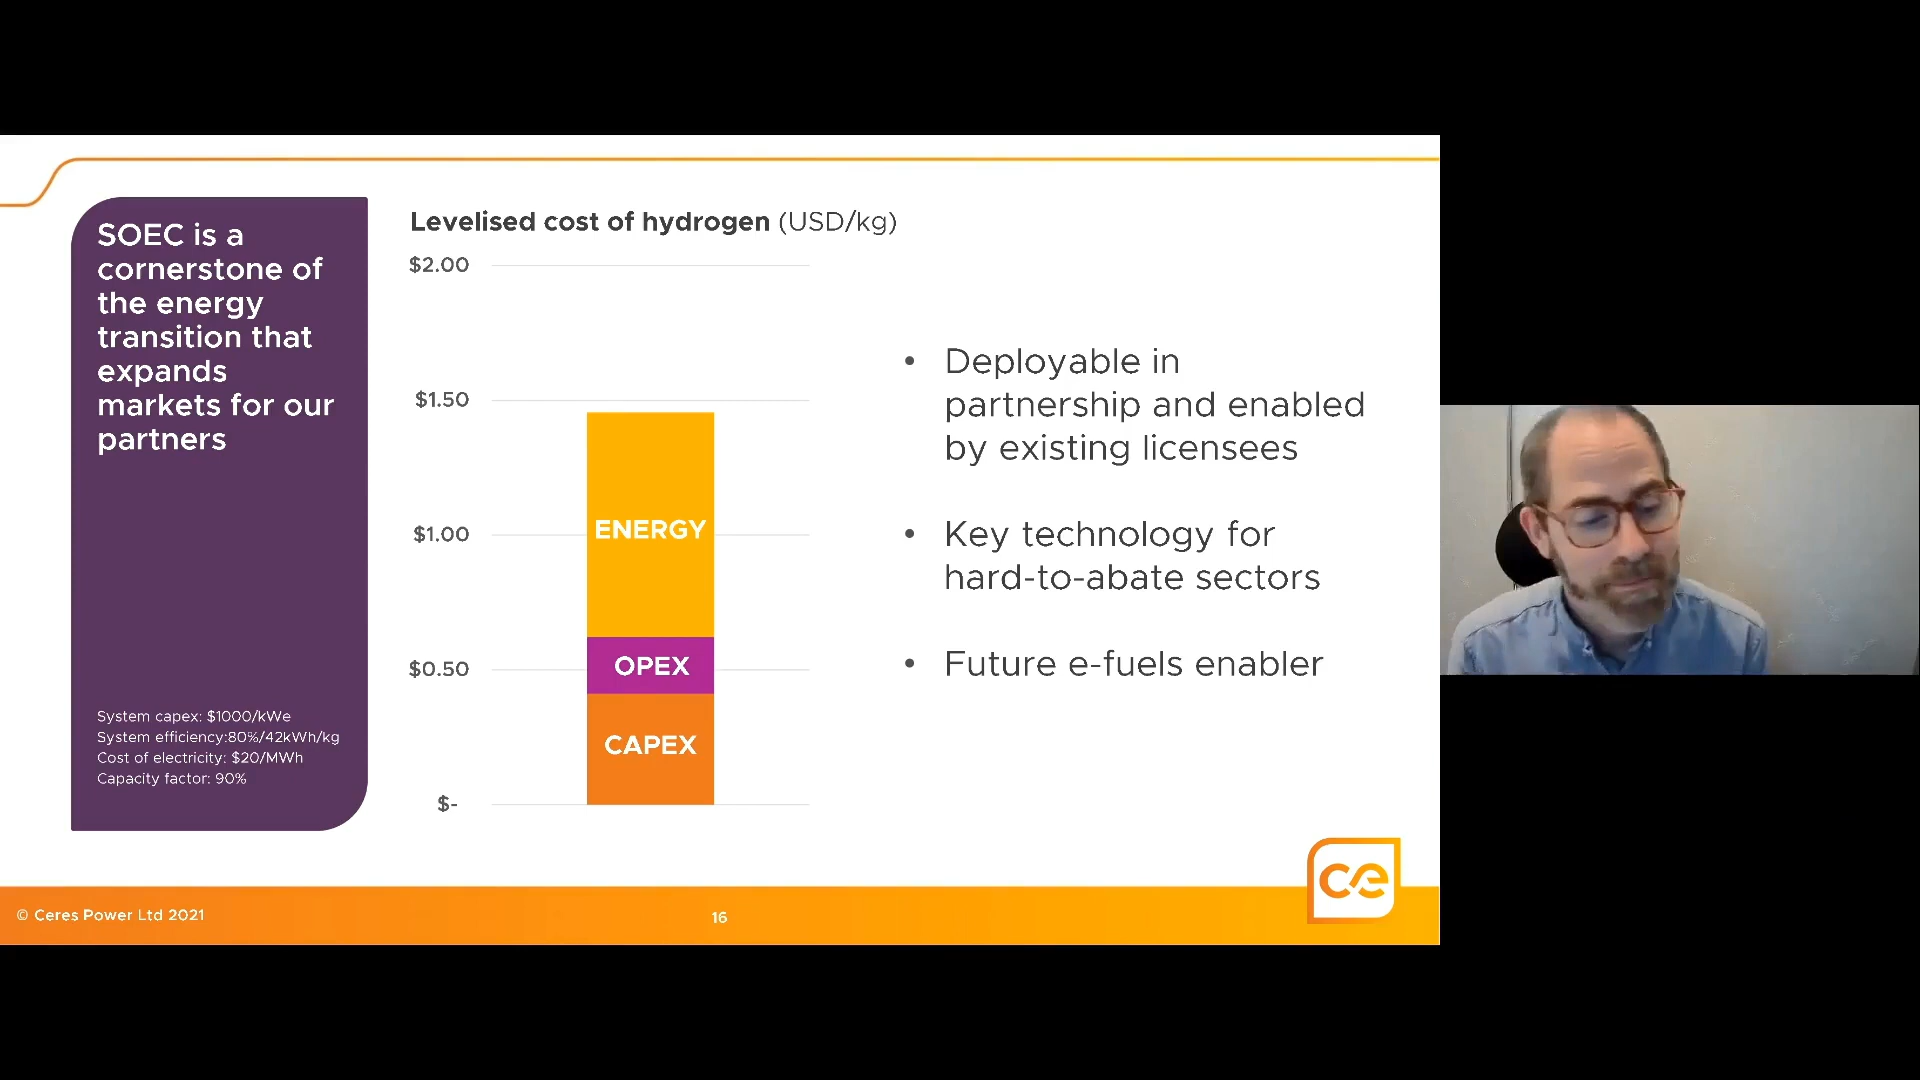 SOEC is a
cornerstone of
the energy
transition that
expands
markets for our
partners
System capex: $1000/kWe
System efficiency:80%/42kWh/kg
Cost of electricity: $20/MWh
Capacity factor: 90%
Levelised cost of hydrogen (USD/kg)
$2.00
$1.50
$1.00
$0.50
$-
ENERGY
OPEX
CAPEX
• Deployable in
partnership and enabled
by existing licensees
• Key technology for
hard-to-abate sectors
• Future e-fuels enabler
ce
© Ceres Power Ltd 2021
16